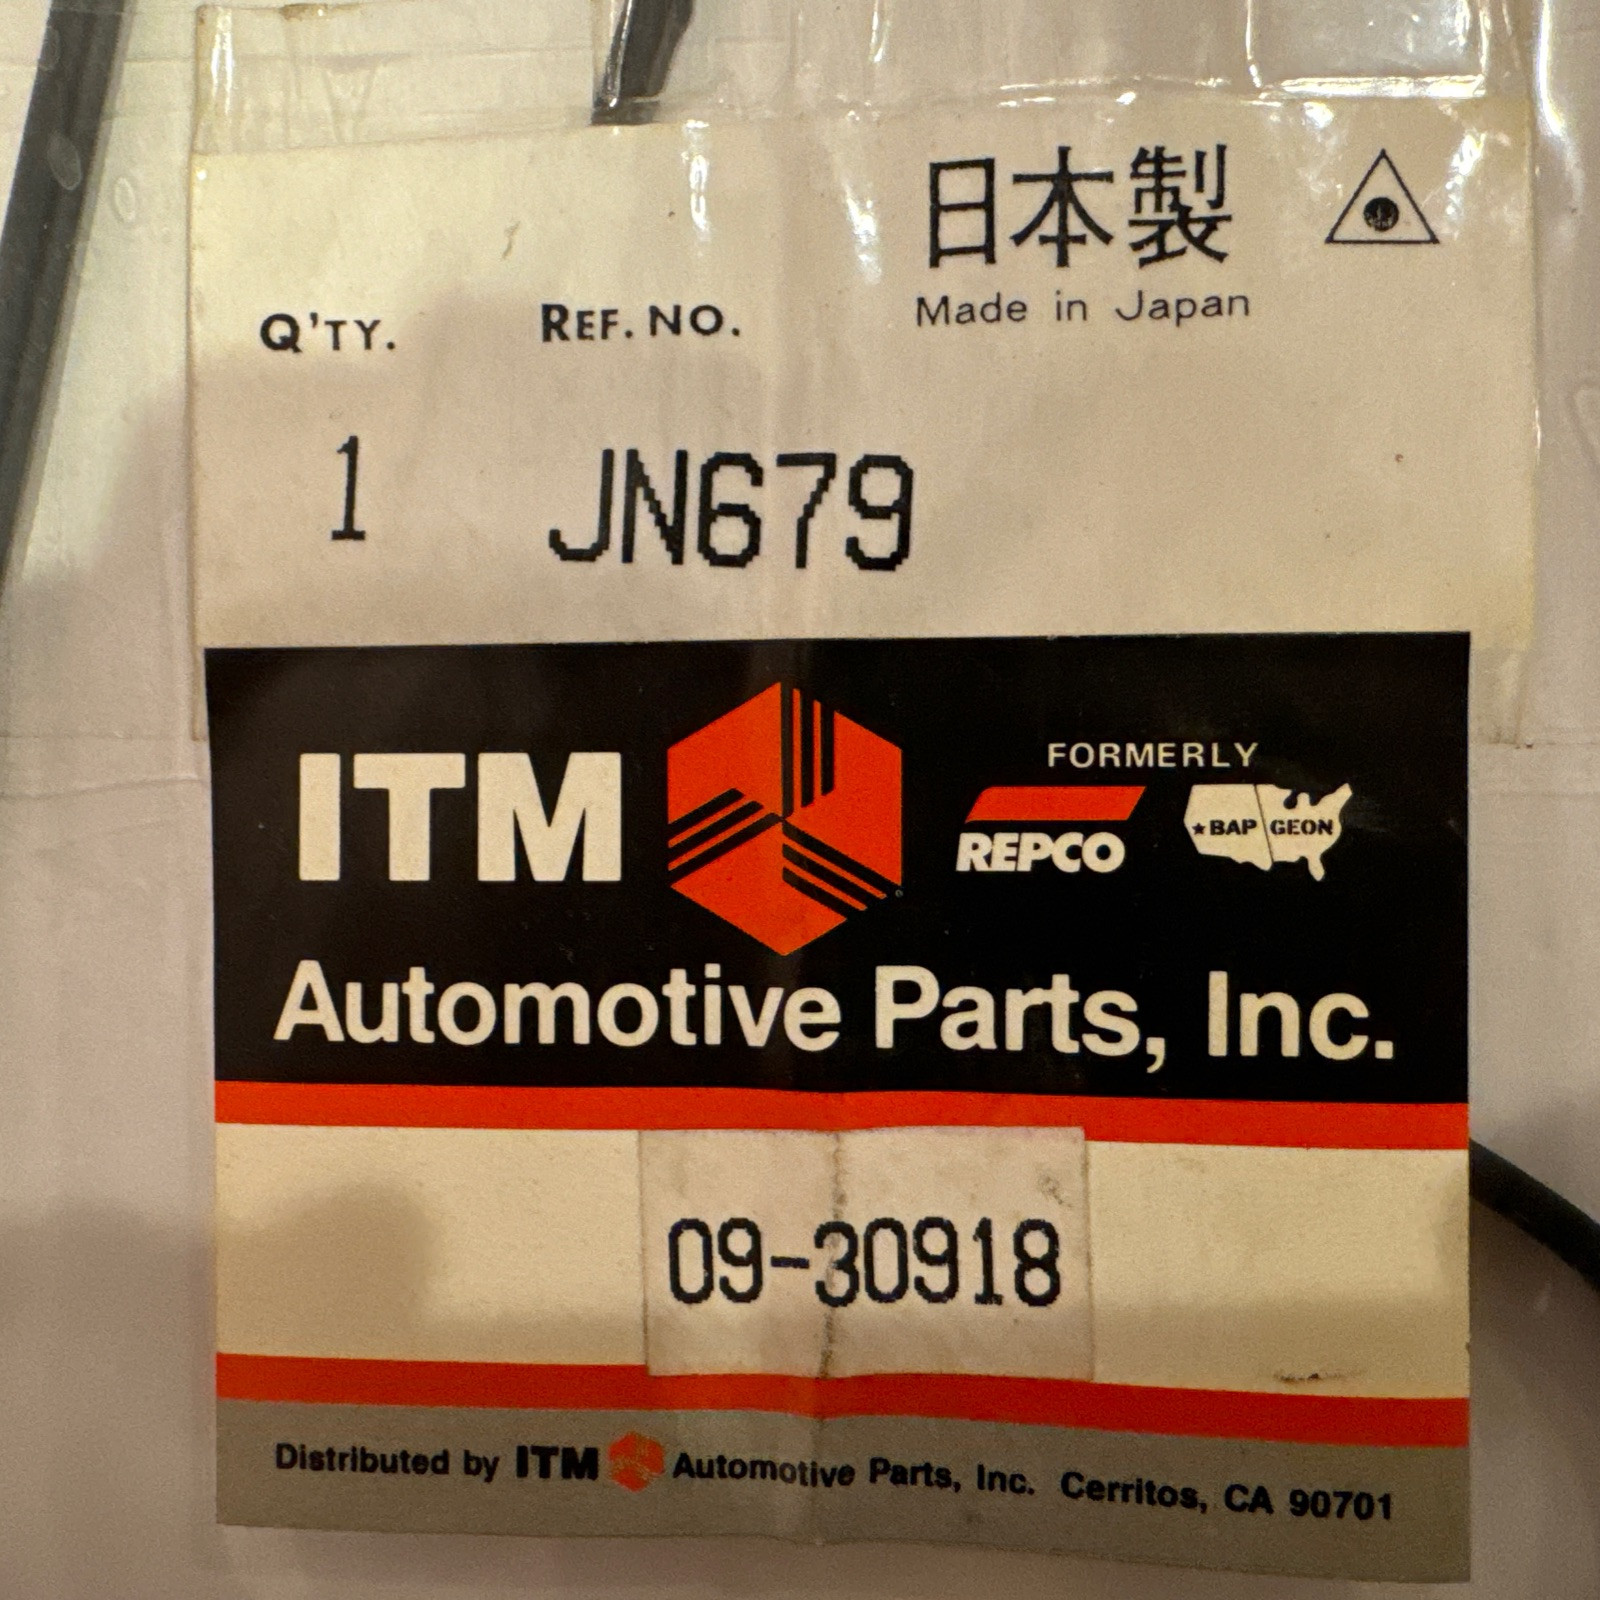 日本製
Made in Japan
Q'TY. REF. NO.
1 JN679
ITM FORMERLY
REPCO BAP GEON
Automotive Parts, Inc.
09-30918
Distributed by ITM Automotive Parts, Inc. Cerritos, CA 90701